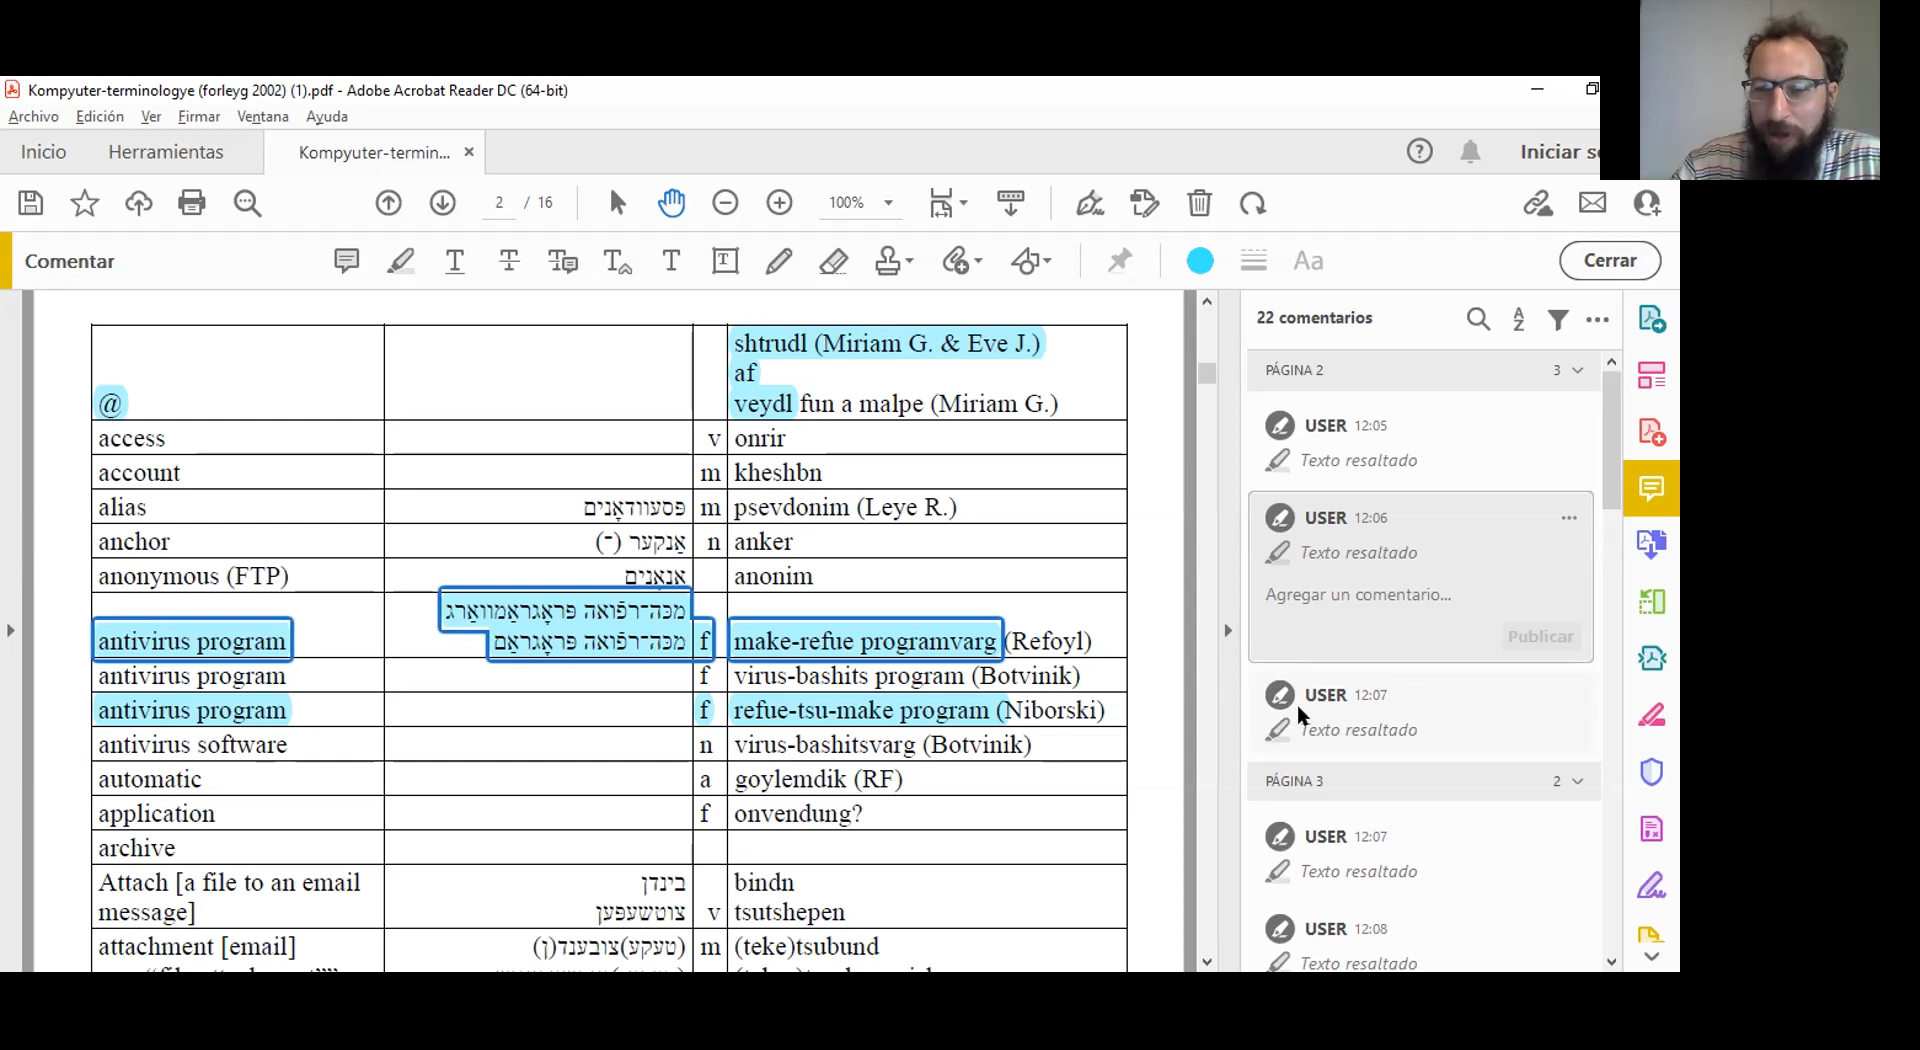 Kompyuter-terminologye (forleyg 2002) (1).pdf - Adobe Acrobat Reader DC (64-bit)
Archivo Edición Ver Firmar Ventana Ayuda
Inicio Herramientas Kompyuter-termin... ×
Iniciar
2 / 16 100%
Comentar
Aa
Cerrar
shtrudl (Miriam G. & Eve J.)
af
@ veydl fun a malpe (Miriam G.)
access v onrir
account m kheshbn
alias פּסעוודאָנים m psevdonim (Leye R.)
anchor אַנקער (־) n anker
anonymous (FTP) אַנאָנים anonim
מכּה־רפֿואה פּראָגראַמוואַרג
antivirus program מכּה־רפֿואה פּראָגראַם f make-refue programvarg (Refoyl)
antivirus program f virus-bashits program (Botvinik)
antivirus program f refue-tsu-make program (Niborski)
antivirus software n virus-bashitsvarg (Botvinik)
automatic a goylemdik (RF)
application f onvendung?
archive
Attach [a file to an email בינדן bindn
message] צוטשעפּען v tsutshepen
attachment [email] (טעקע)צובענד(ן) m (teke)tsubund
22 comentarios
A
Z
PÁGINA 2 3
USER 12:05
Texto resaltado
USER 12:06
Texto resaltado
Agregar un comentario...
Publicar
USER 12:07
Texto resaltado
PÁGINA 3 2
USER 12:07
Texto resaltado
USER 12:08
Texto resaltado